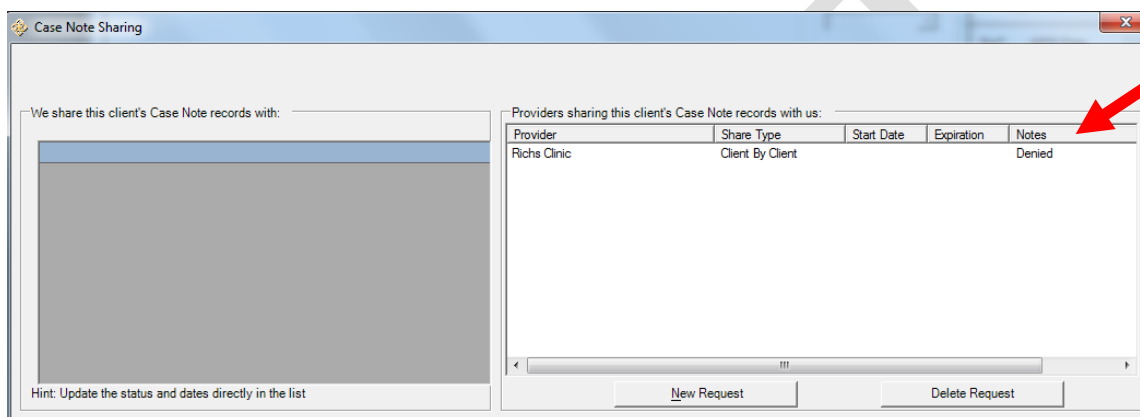 Case Note Sharing
We share this client's Case Note records with:
Hint: Update the status and dates directly in the list
Providers sharing this client's Case Note records with us:
Provider Share Type Start Date Expiration Notes
Richs Clinic Client By Client Denied
New Request Delete Request